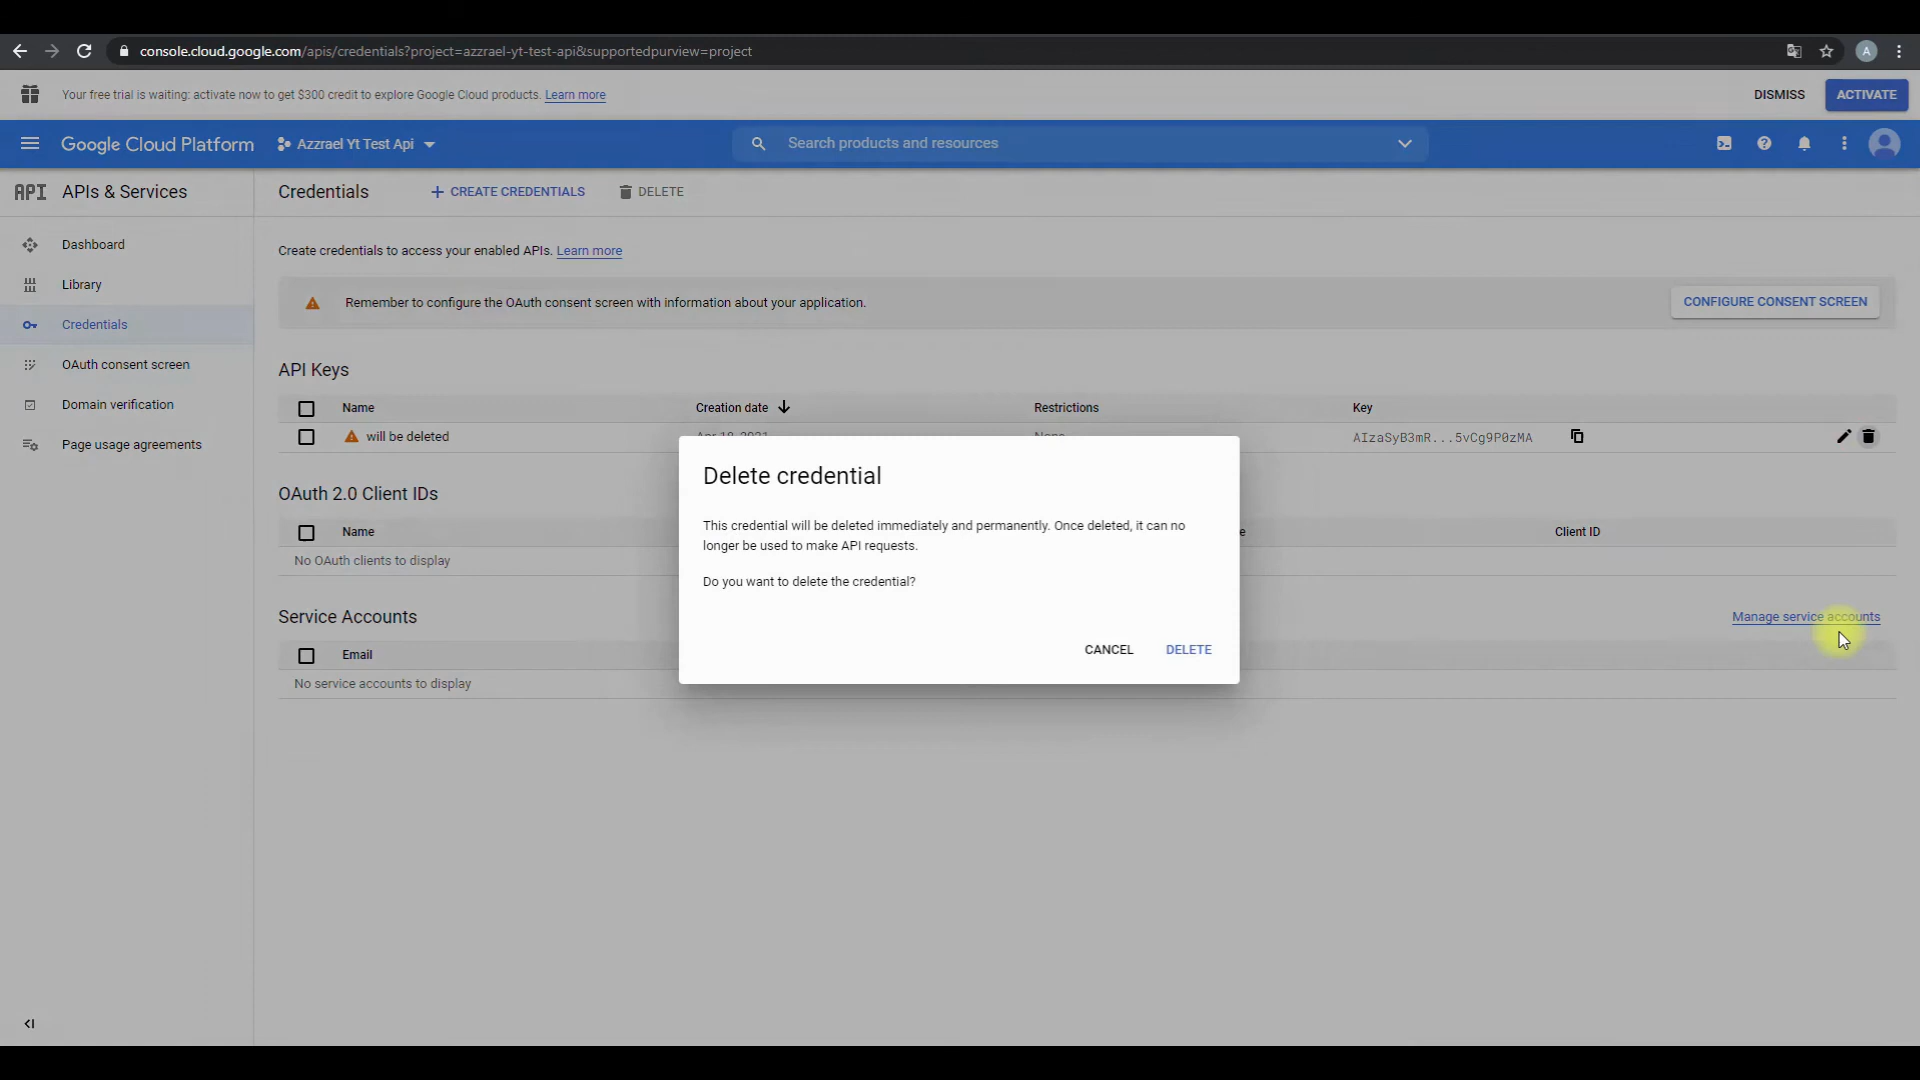 console.cloud.google.com/apis/credentials?project=azzrael-yt-test-api&supportedpurview=project
A
Your free trial is waiting: activate now to get $300 credit to explore Google Cloud products. Learn more
DISMISS
ACTIVATE
Google Cloud Platform
Azzrael Yt Test Api
Search products and resources
API APIs & Services
Credentials
CREATE CREDENTIALS
DELETE
Dashboard
Library
Credentials
OAuth consent screen
Domain verification
Page usage agreements
Create credentials to access your enabled APIs. Learn more
Remember to configure the OAuth consent screen with information about your application.
CONFIGURE CONSENT SCREEN
API Keys
Name
Creation date
Restrictions
Key
will be deleted
AIzaSyB3mR...5vCg9P0zMA
OAuth 2.0 Client IDs
Name
Client ID
No OAuth clients to display
Service Accounts
Manage service accounts
Email
No service accounts to display
Delete credential
This credential will be deleted immediately and permanently. Once deleted, it can no
longer be used to make API requests.
Do you want to delete the credential?
CANCEL
DELETE